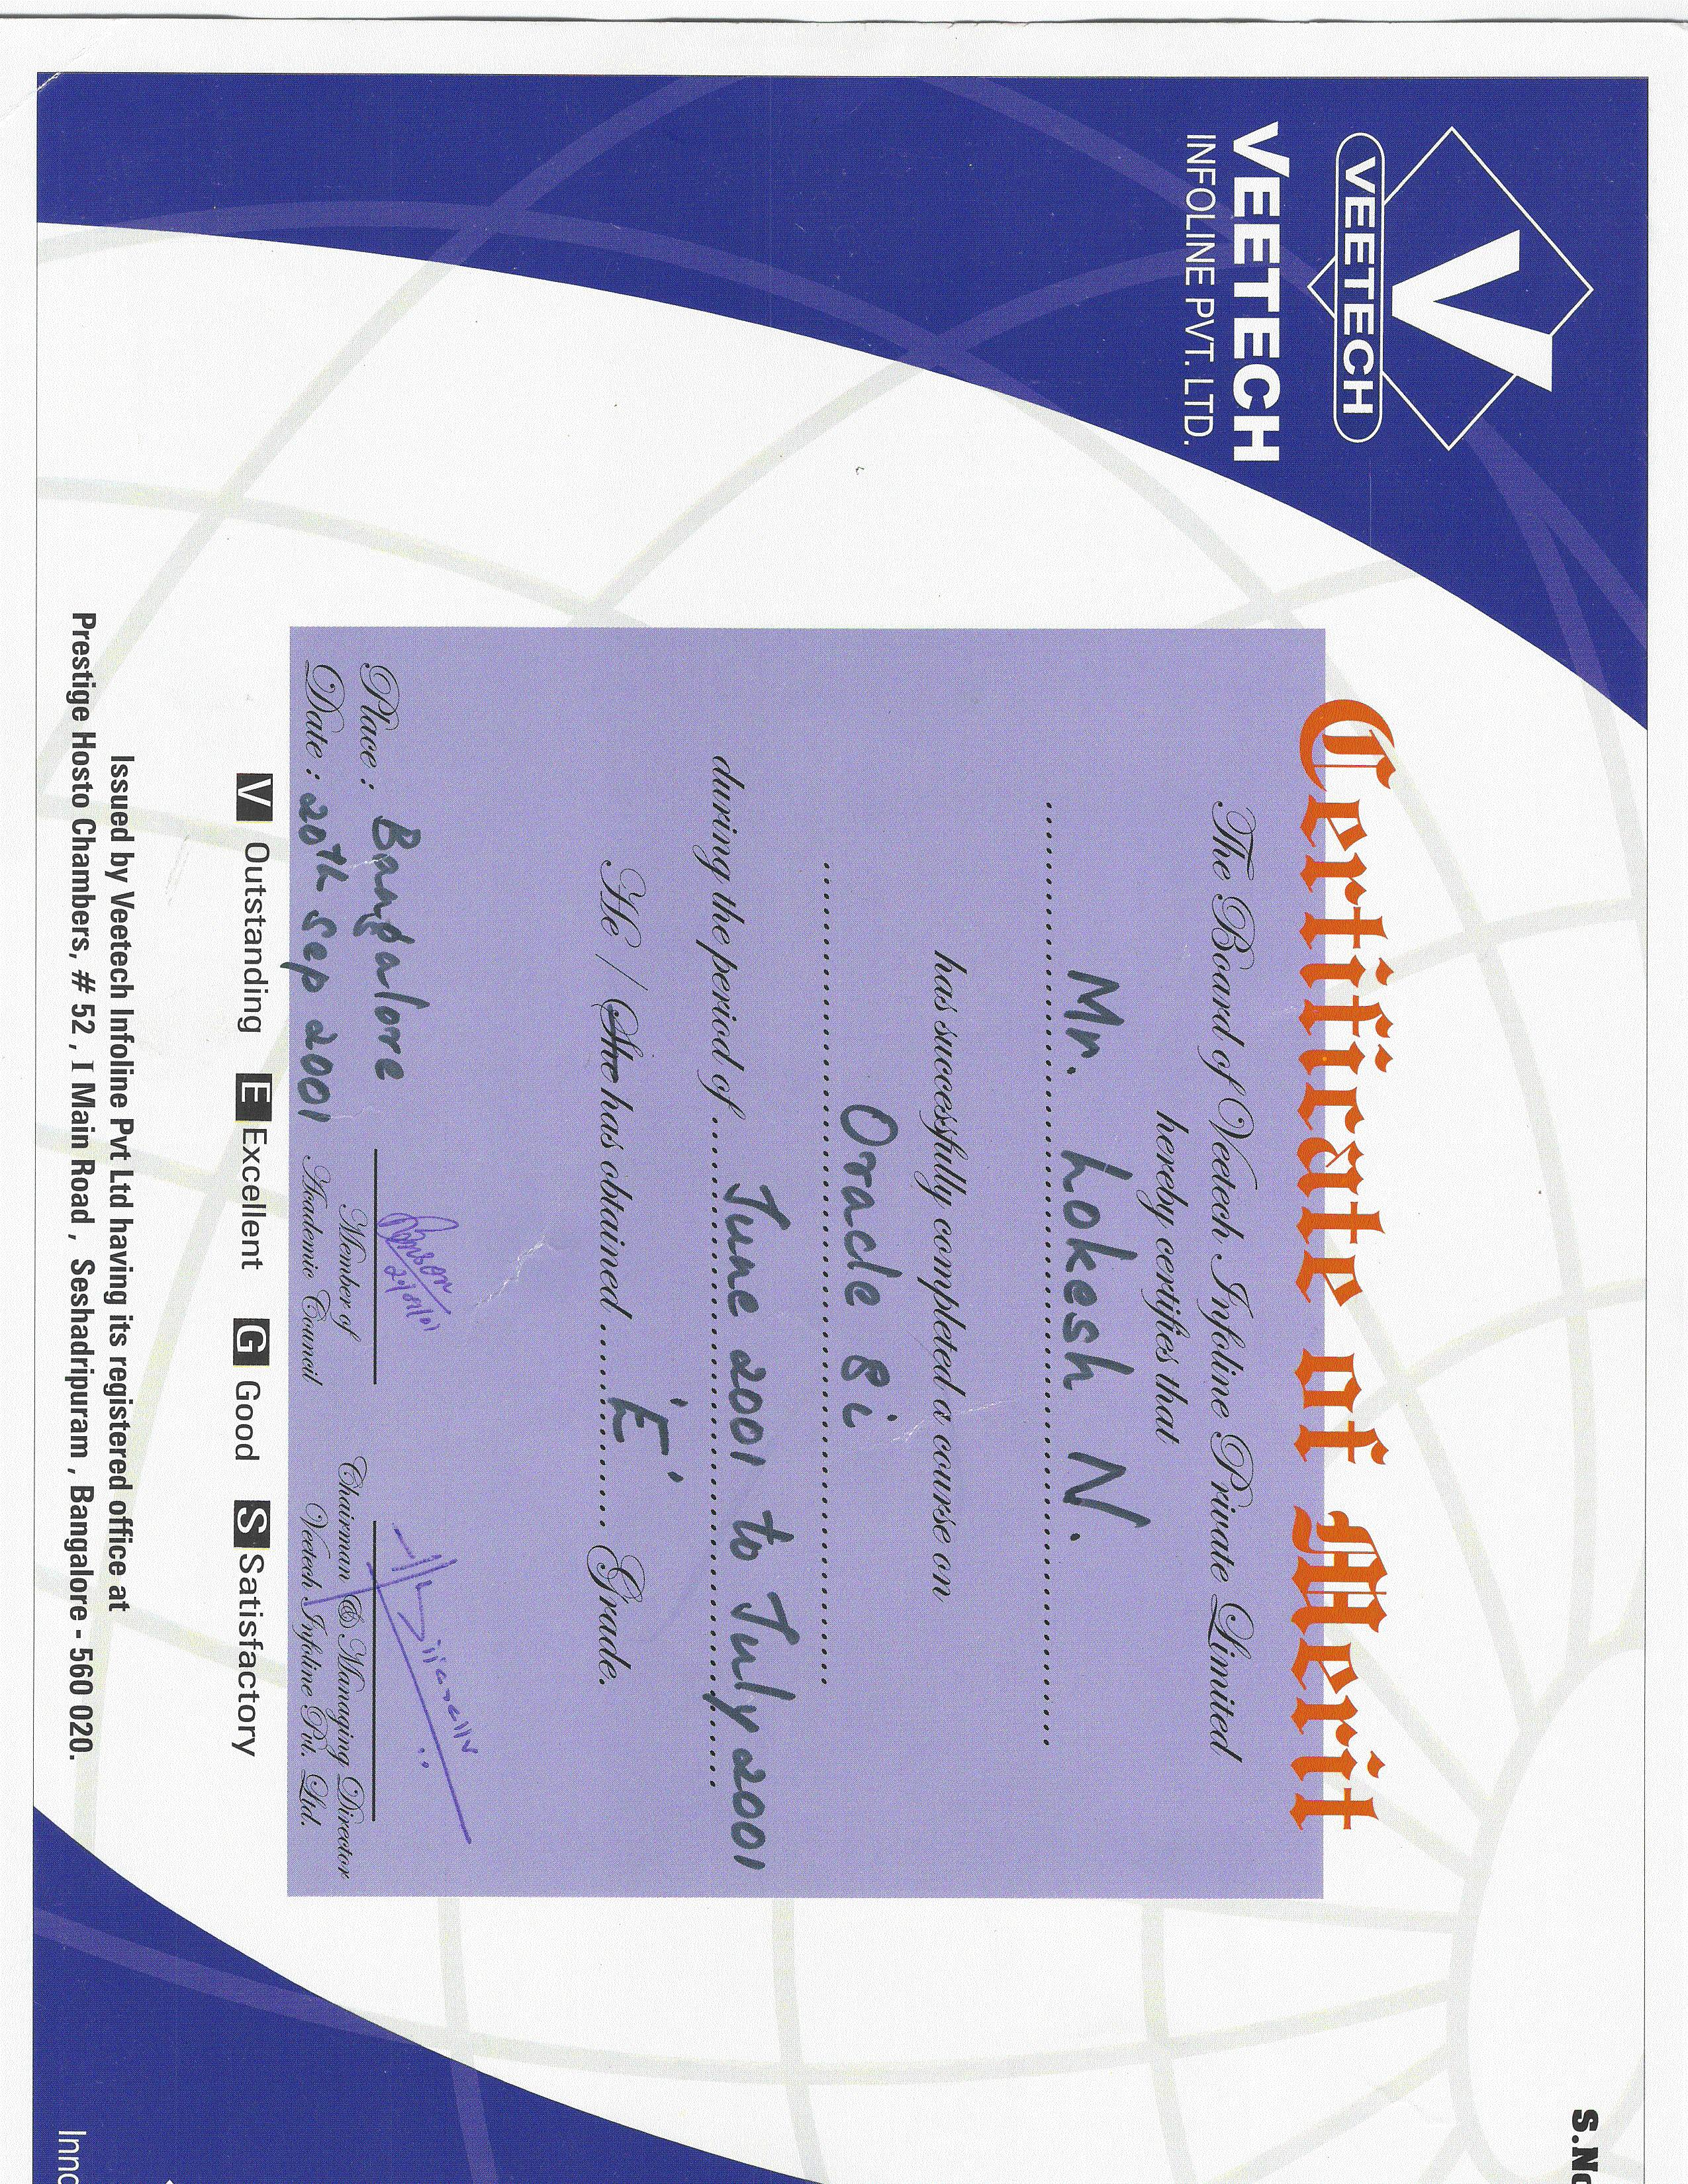 VEETECH
VEETECH
INFOLINE PVT. LTD.
S.No
Certificate of Merit
The Board of Veetech Infoline Private Limited
hereby certifies that
Mr. Lokesh N.
has successfully completed a course on
Oracle 8i
during the period of June 2001 to July 2001
He / She has obtained 'E' Grade.
Place : Bangalore
Date : 20th Sep 2001
Member of
Academic Council
Chairman & Managing Director
Veetech Infoline Pvt. Ltd.
V Outstanding E Excellent G Good S Satisfactory
Issued by Veetech Infoline Pvt Ltd having its registered office at
Prestige Hosto Chambers, # 52 , I Main Road , Seshadripuram , Bangalore - 560 020.